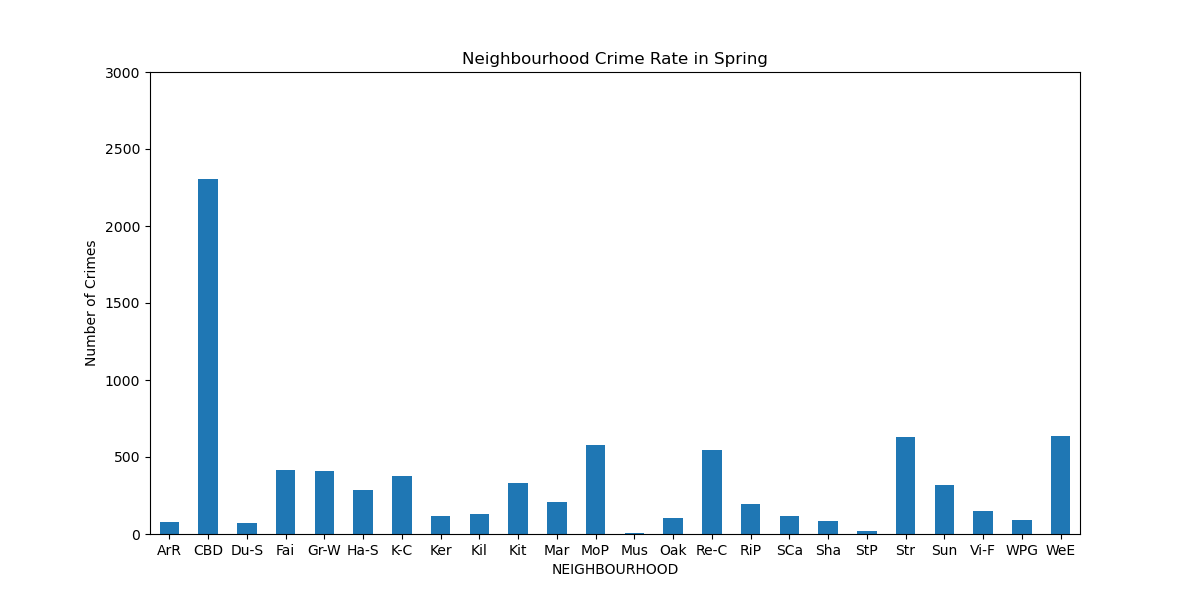 Neighbourhood Crime Rate in Spring
3000
2500
2000
1500
1000
500
0
Number of Crimes
ArR CBD Du-S Fai Gr-W Ha-S K-C Ker Kil Kit Mar MoP Mus Oak Re-C RiP SCa Sha StP Str Sun Vi-F WPG WeE
NEIGHBOURHOOD